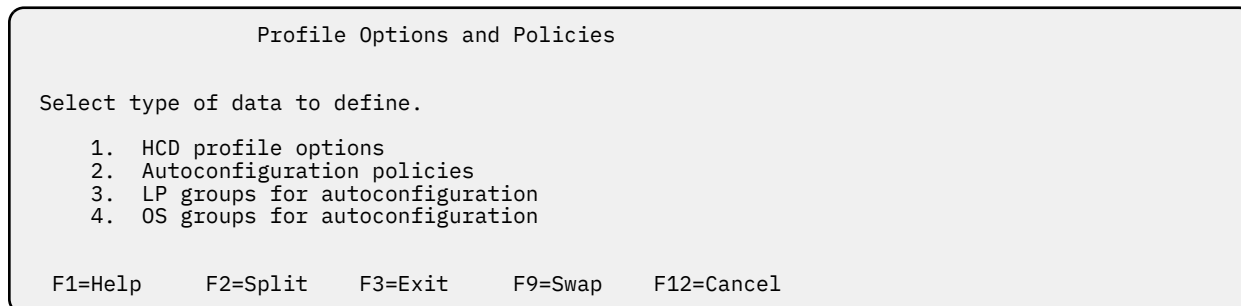 Profile Options and Policies
Select type of data to define.
1. HCD profile options
2. Autoconfiguration policies
3. LP groups for autoconfiguration
4. OS groups for autoconfiguration
F1=Help F2=Split F3=Exit F9=Swap F12=Cancel